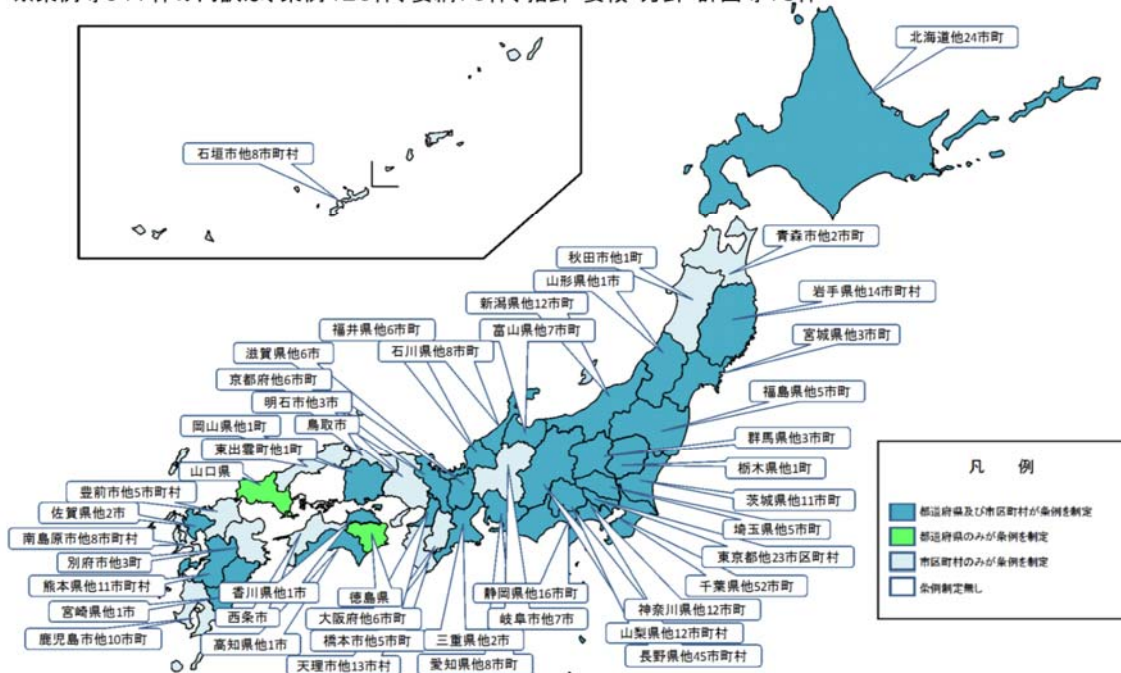 北海道他24市町
石垣市他8市町村
青森市他2市町
秋田市他1町
山形県他1市
岩手県他14市町村
新潟県他12市町
福井県他6市町
富山県他7市町
宮城県他3市町
石川県他8市町
滋賀県他6市
京都府他6市町
福島県他5市町
明石市他3市
岡山県他1町
鳥取市
群馬県他3市町
東出雲町他1町
栃木県他1町
山口県
豊前市他5市町村
茨城県他11市町
佐賀県他2市
埼玉県他5市町
南島原市他8市町村
東京都他23市区町村
別府市他3町
千葉県他52市町
熊本県他11市町村
香川県他1市
徳島県
静岡県他16市町
神奈川県他12市町
宮崎県他1市
西条市
大阪府他6市町
岐阜市他7市
鹿児島市他10市町
高知県他1市
橋本市他5市町
三重県他2市
山梨県他12市町村
天理市他13市村
愛知県他8市町
長野県他45市町村
凡 例
都道府県及び市区町村が条例を制定
都道府県のみが条例を制定
市区町村のみが条例を制定
条例制定無し